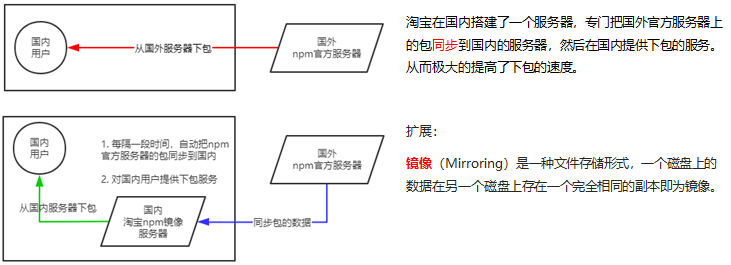 国内
用户
从国外服务器下包
国外
npm官方服务器
淘宝在国内搭建了一个服务器，专门把国外官方服务器上
的包同步到国内的服务器，然后在国内提供下包的服务。
从而极大的提高了下包的速度。
国内
用户
1. 每隔一段时间，自动把npm
官方服务器的包同步到国内
2. 对国内用户提供下包服务
国外
npm官方服务器
从国内服务器下包
国内
淘宝npm镜像
服务器
同步包的数据
扩展：
镜像（Mirroring）是一种文件存储形式，一个磁盘上的
数据在另一个磁盘上存在一个完全相同的副本即为镜像。